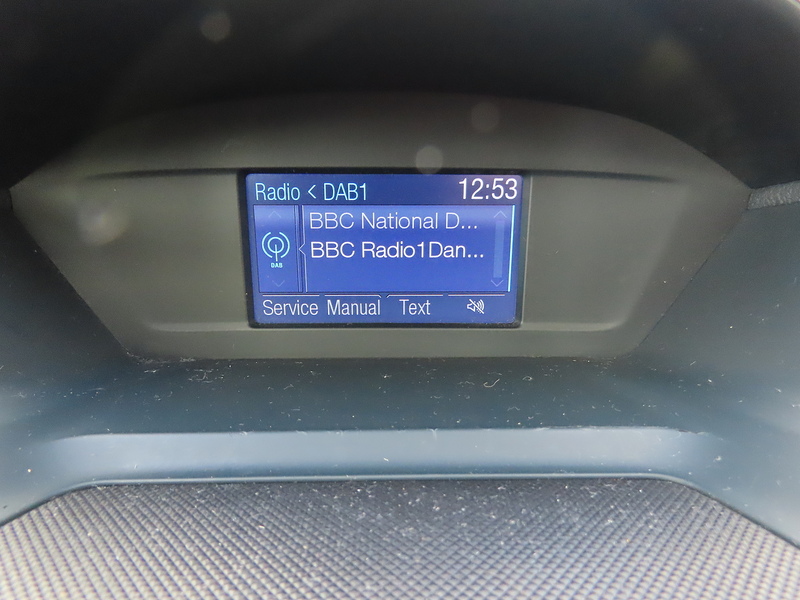 Radio < DAB1 12:53
BBC National D...
BBC Radio1Dan...
DAB
Service Manual Text